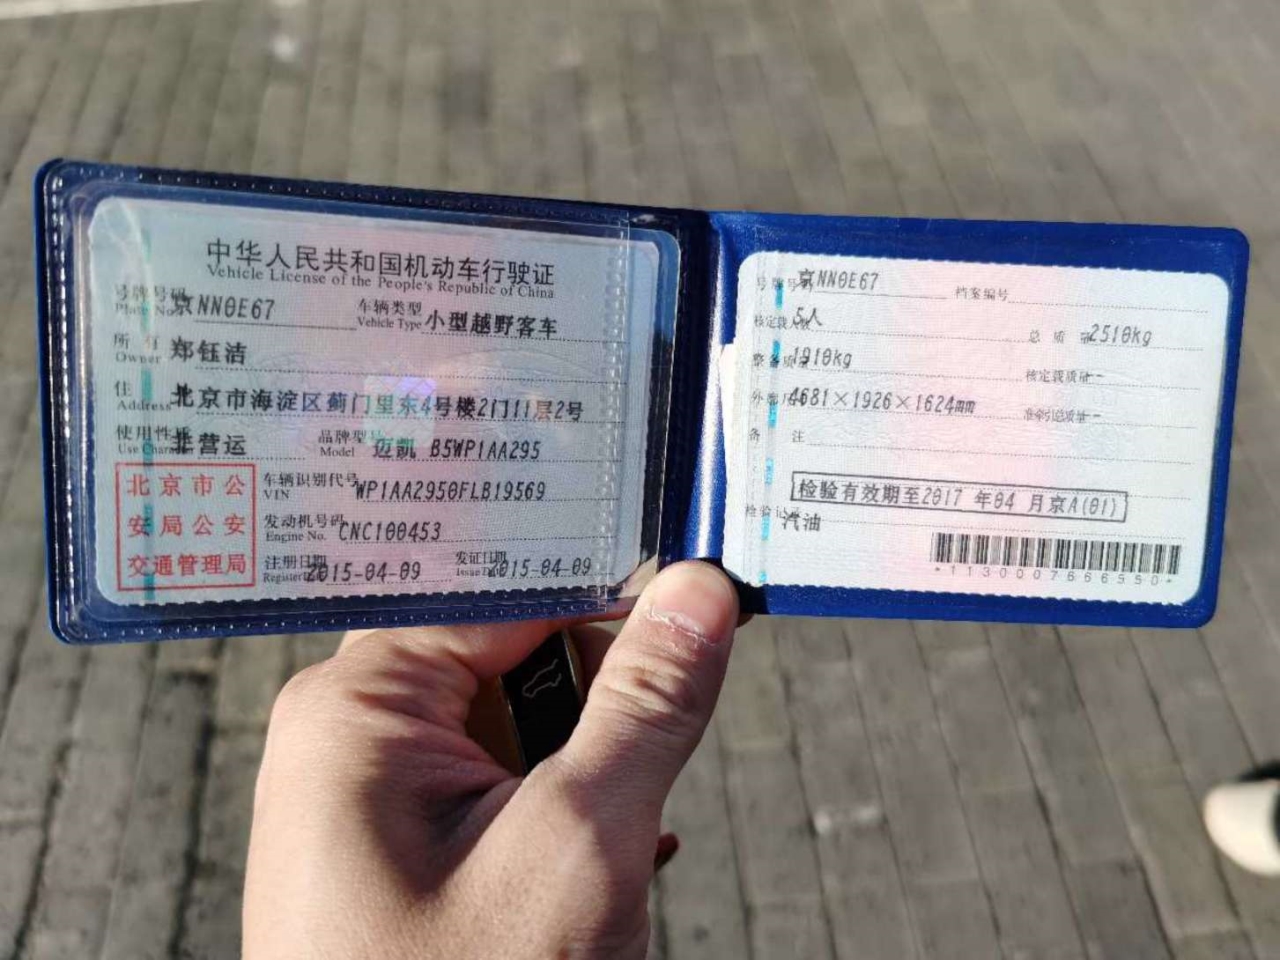 中华人民共和国机动车行驶证
Vehicle License of the People's Republic of China
号牌号码 京NN0E67 车辆类型 小型越野客车
Plate No. Vehicle Type
所有 郑钰洁
Owner
住 北京市海淀区蓟门里东4号楼2门11层2号
Address
使用性质 非营运 品牌型号 迈凯 B5WP1AA295
Use Character Model
北京市公
安局公安
交通管理局
车辆识别代号 WP1AA2950FLB19569
VIN
发动机号码 CNC100453
Engine No.
注册日期 2015-04-09 发证日期 2015-04-09
Register Issue
号牌号码 京NN0E67 档案编号
核定载人数 5人 总质量 2510kg
整备质量 1910kg 核定载质量 --
外廓尺 4681×1926×1624mm 准牵引总质量 --
备注
检验有效期至2017 年04 月京A(01)
检验记录 汽油
*1130007666550*